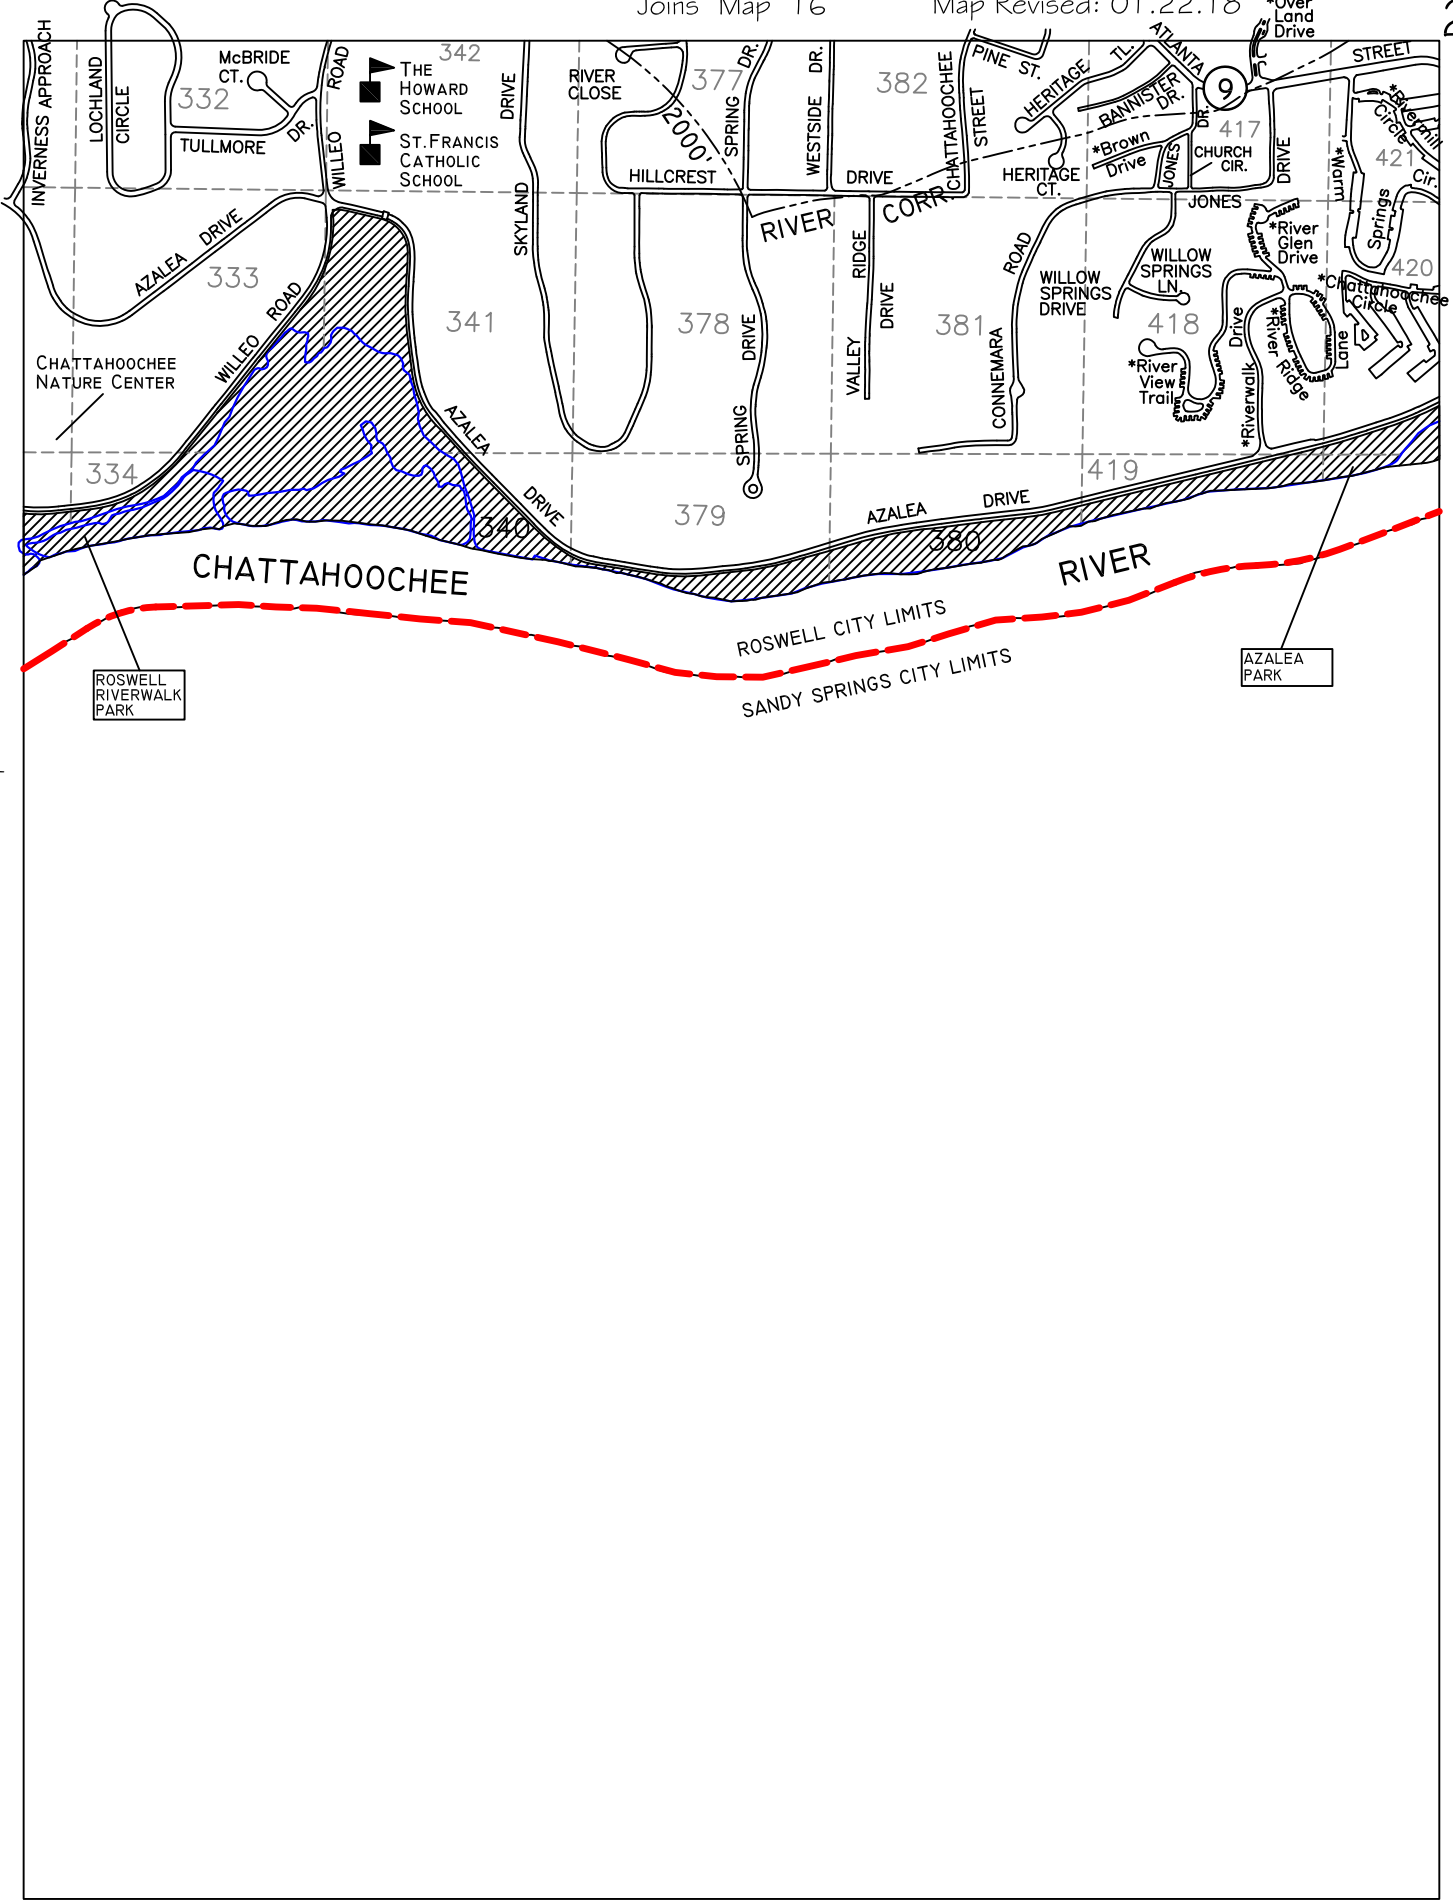 Joins Map 16
Map Revised: 01.22.18
*Over
Land
Drive
INVERNESS APPROACH
LOCHLAND
CIRCLE
McBRIDE
CT.
332
TULLMORE
DR.
ROAD
WILLEO
THE
HOWARD
SCHOOL
ST.FRANCIS
CATHOLIC
SCHOOL
342
DRIVE
SKYLAND
RIVER
CLOSE
377
2000'
SPRING
DR.
WESTSIDE
DR.
382
CHATTAHOOCHEE
STREET
PINE ST.
HERITAGE
TL.
ATLANTA
STREET
9
BANNISTER
DR.
*Brown
Drive
HERITAGE
CT.
JONES
DR.
417
CHURCH
CIR.
DRIVE
JONES
*Warm
Springs
Cir.
*Rivermill
Circle
421
420
HILLCREST
DRIVE
RIVER
CORR.
AZALEA
DRIVE
333
WILLEO
ROAD
CHATTAHOOCHEE
NATURE CENTER
334
341
378
SPRING
DRIVE
VALLEY
RIDGE
DRIVE
381
CONNEMARA
ROAD
WILLOW
SPRINGS
DRIVE
WILLOW
SPRINGS
LN.
418
*River
Glen
Drive
*Chattahoochee
Circle
*River
View
Trail
*Riverwalk
Drive
*River Ridge
Lane
419
AZALEA
DRIVE
340
379
AZALEA
DRIVE
380
CHATTAHOOCHEE
RIVER
ROSWELL CITY LIMITS
SANDY SPRINGS CITY LIMITS
ROSWELL
RIVERWALK
PARK
AZALEA
PARK